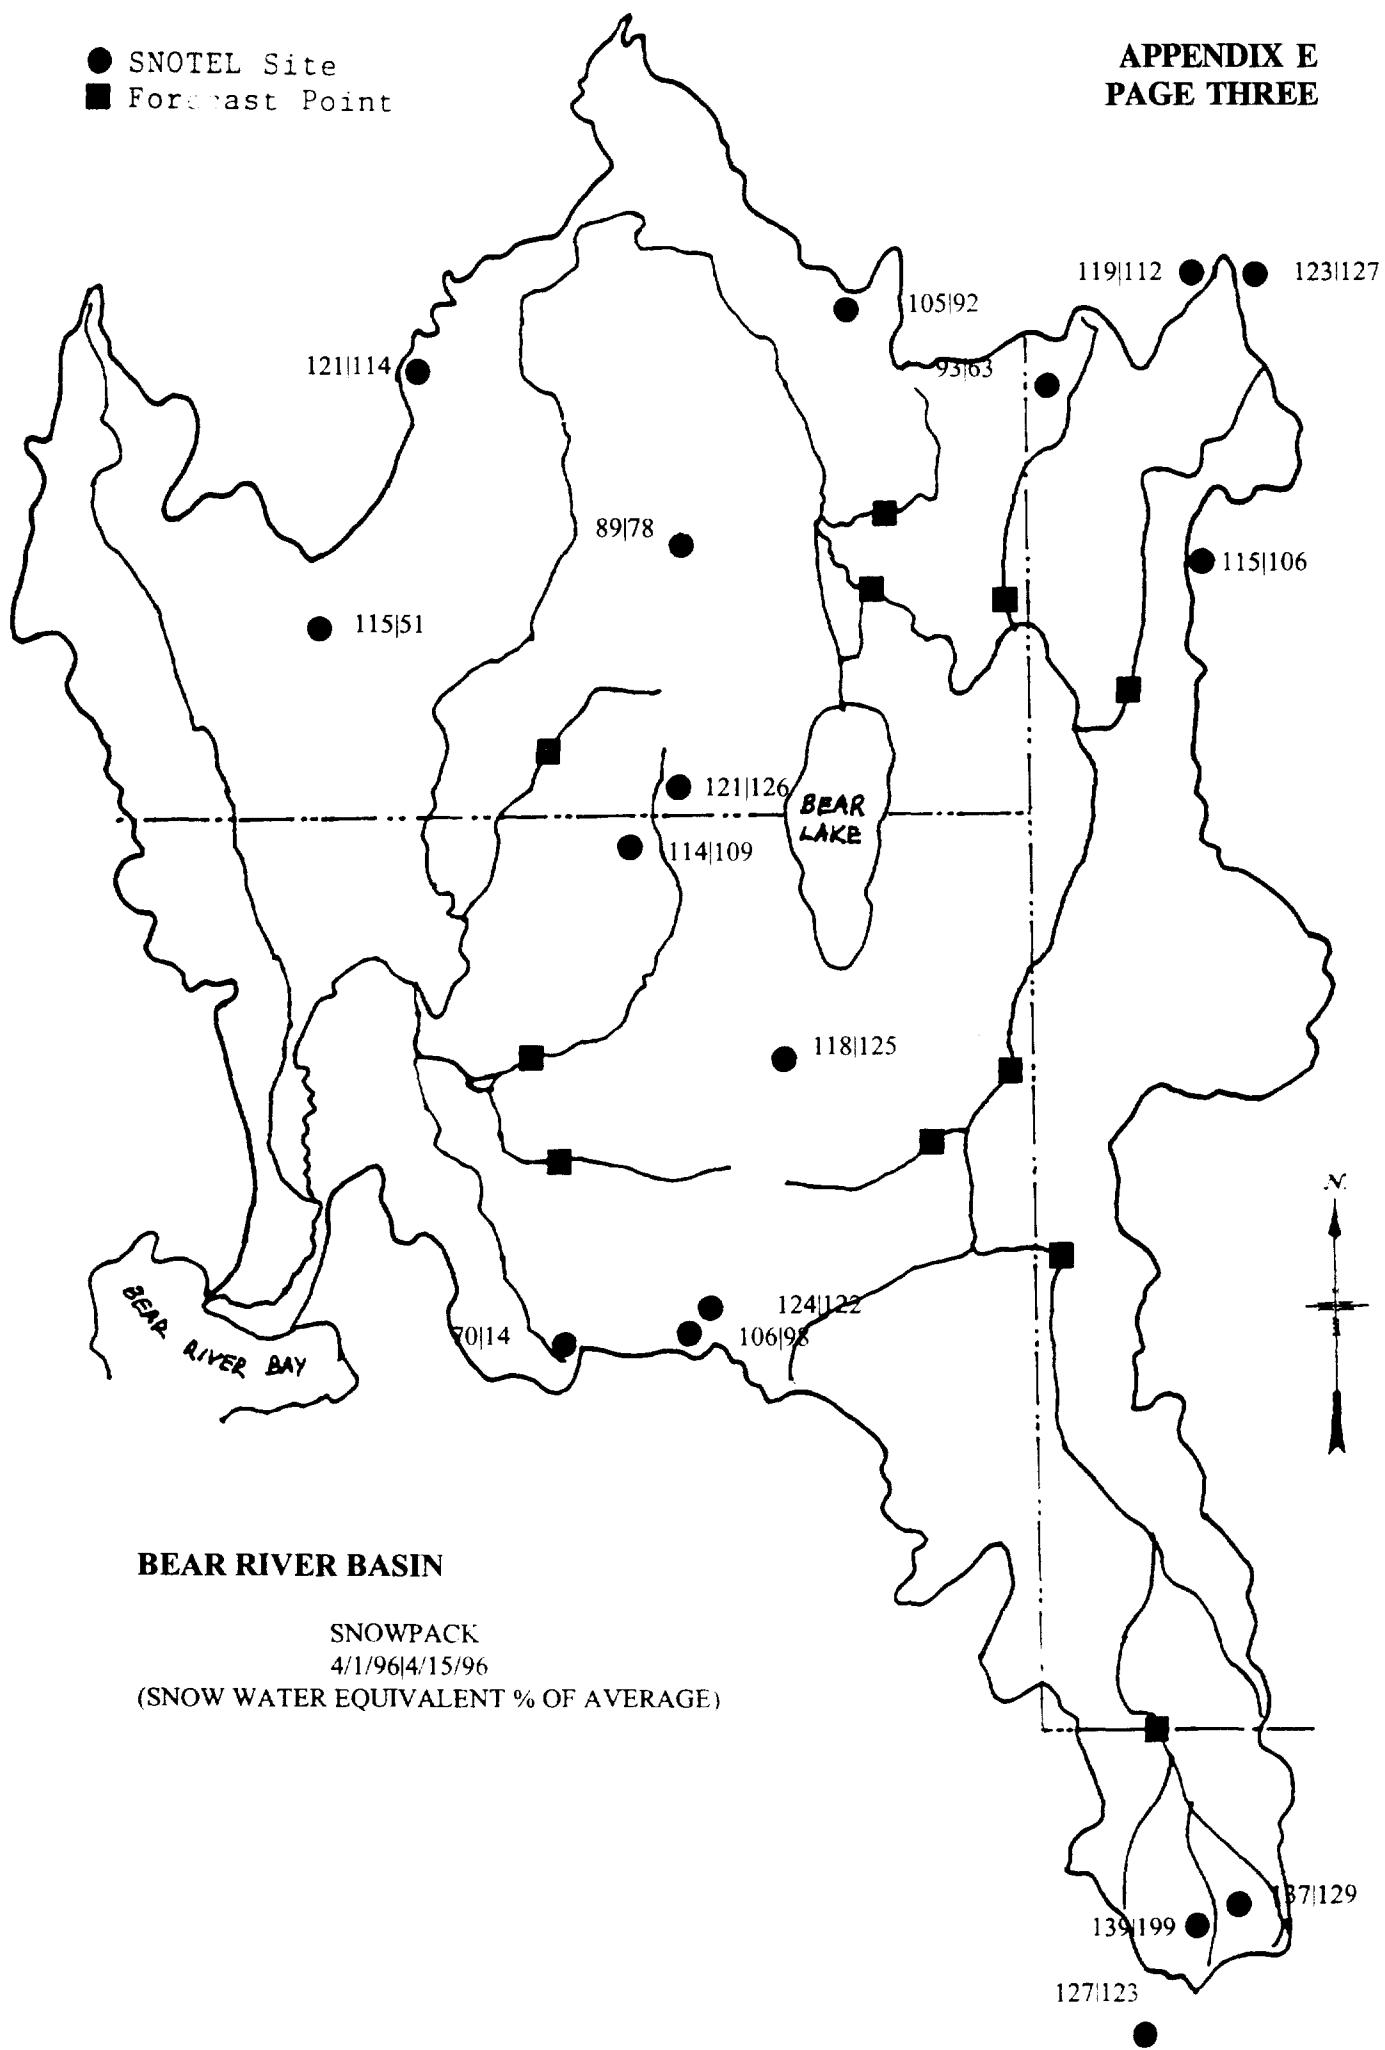 SNOTEL Site
Forecast Point
APPENDIX E
PAGE THREE
119|112
123|127
105|92
121|114
93|63
89|78
115|106
115|51
121|126
BEAR
LAKE
114|109
118|125
N
124|122
70|14
106|98
BEAR RIVER BAY
BEAR RIVER BASIN
SNOWPACK
4/1/96|4/15/96
(SNOW WATER EQUIVALENT % OF AVERAGE)
137|129
139|199
127|123